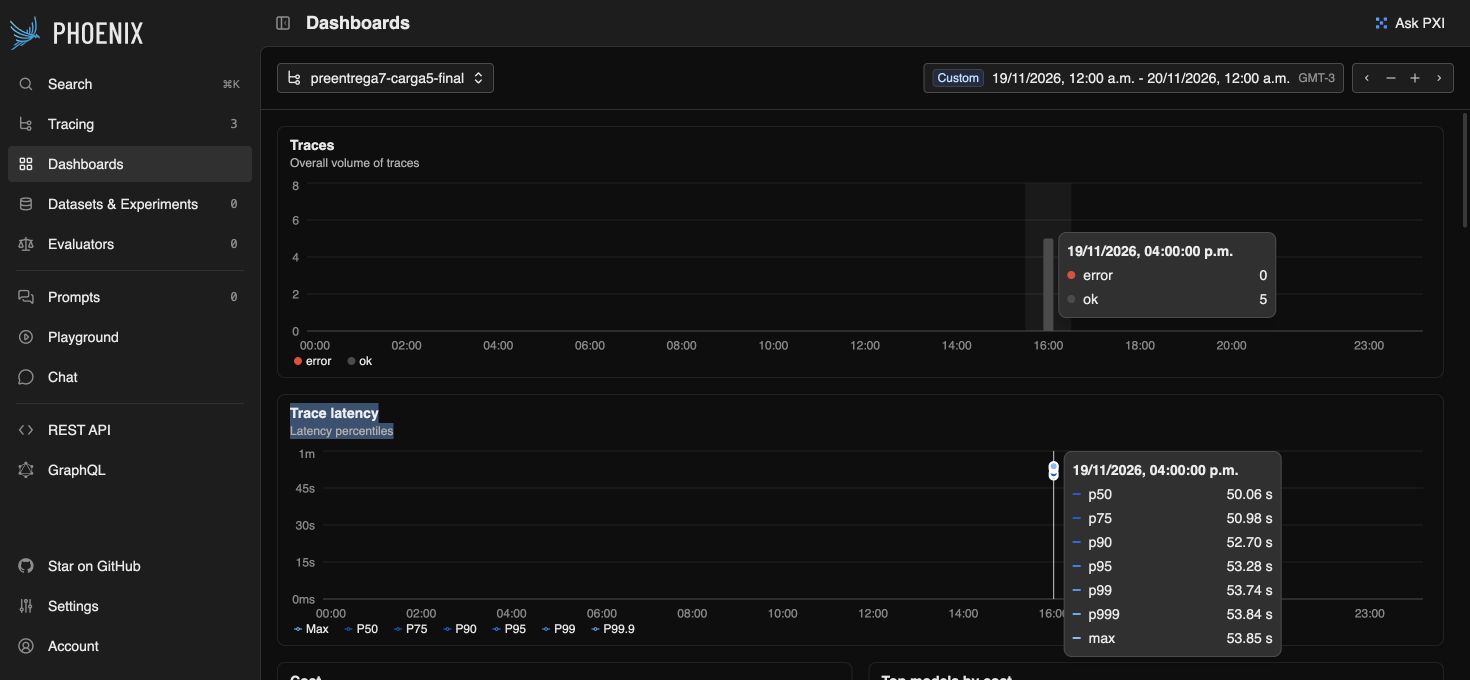 PHOENIX
Search ⌘K
Tracing 3
Dashboards
Datasets & Experiments 0
Evaluators 0
Prompts 0
Playground
Chat
REST API
GraphQL
Star on GitHub
Settings
Account
Dashboards
Ask PXI
preentrega7-carga5-final
Custom 19/11/2026, 12:00 a.m. - 20/11/2026, 12:00 a.m. GMT-3
Traces
Overall volume of traces
8
6
4
2
0
00:00 02:00 04:00 06:00 08:00 10:00 12:00 14:00 16:00 18:00 20:00 23:00
error ok
19/11/2026, 04:00:00 p.m.
error 0
ok 5
Trace latency
Latency percentiles
1m
45s
30s
15s
0ms
00:00 02:00 04:00 06:00 08:00 10:00 12:00 14:00 16:00 23:00
Max P50 P75 P90 P95 P99 P99.9
19/11/2026, 04:00:00 p.m.
p50 50.06 s
p75 50.98 s
p90 52.70 s
p95 53.28 s
p99 53.74 s
p999 53.84 s
max 53.85 s
Cost
Top models by cost